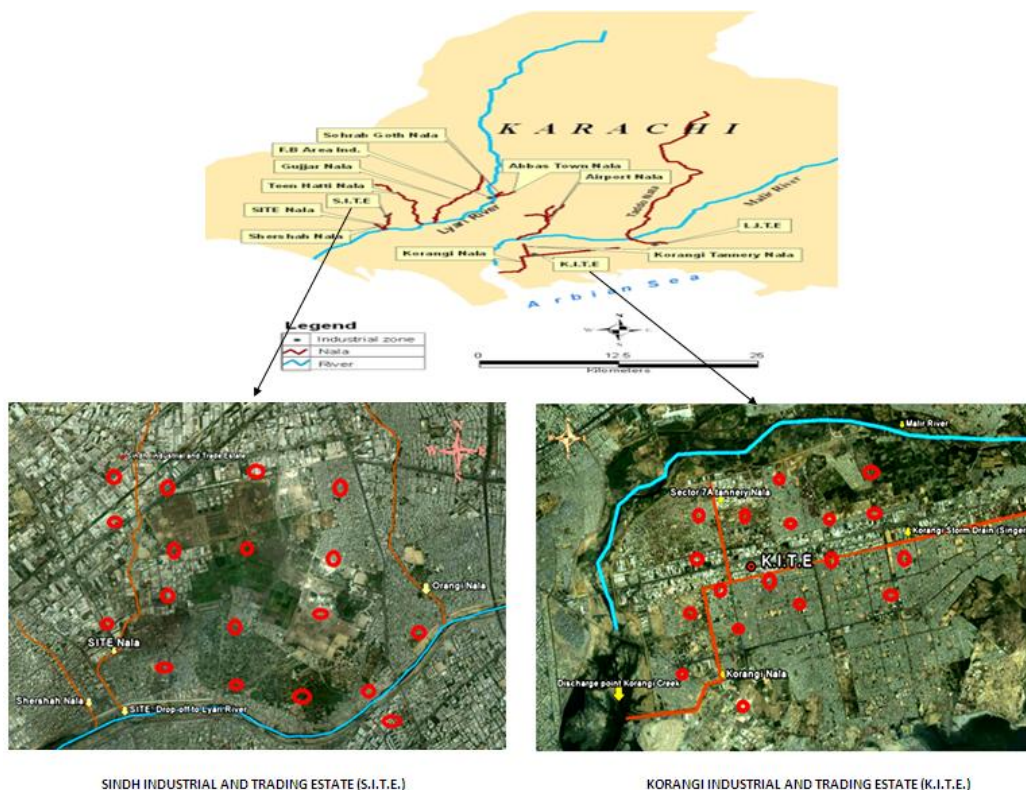 KARACHI
Sohrab Goth Nala
F.B Area Ind.
Gujjar Nala
Teen Hatti Nala
S.I.T.E
SITE Nala
Shershah Nala
Abbas Town Nala
Airport Nala
Lyari River
Taddo Nala
Malir River
L.I.T.E
Korangi Nala
K.I.T.E
Korangi Tannery Nala
Arbian Sea
Legend
Industrial zone
Nala
River
N
0 12.5 26
Kilometers
Sindh Industrial and Trade Estate
N
W E
S
Orangi Nala
SITE Nala
Shershah Nala
SITE: Drop-off to Lyari River
Malir River
Sector 7A tannery Nala
Korangi Storm Drain (Singer
K.I.T.E
Korangi Nala
Discharge point Korangi Creek
SINDH INDUSTRIAL AND TRADING ESTATE (S.I.T.E.)
KORANGI INDUSTRIAL AND TRADING ESTATE (K.I.T.E.)